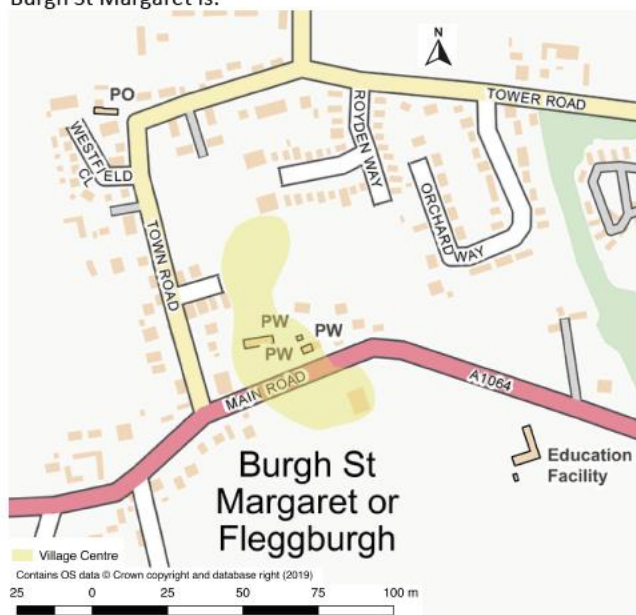 Burgh St Margaret is:
N
PO
TOWER ROAD
ROYDEN WAY
WESTFI
ELD
CL
ORCHARD
WAY
TOWN ROAD
PW
PW
PW
MAIN ROAD
A1064
Burgh St
Margaret or
Fleggburgh
Education
Facility
Village Centre
Contains OS data © Crown copyright and database right (2019)
25 0 25 50 75 100 m